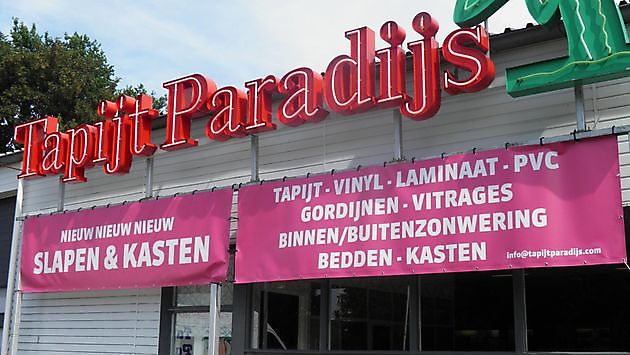 Tapijt Paradijs
NIEUW NIEUW NIEUW
SLAPEN & KASTEN
TAPIJT - VINYL - LAMINAAT - PVC
GORDIJNEN - VITRAGES
BINNEN/BUITENZONWERING
BEDDEN - KASTEN
info@tapijtparadijs.com